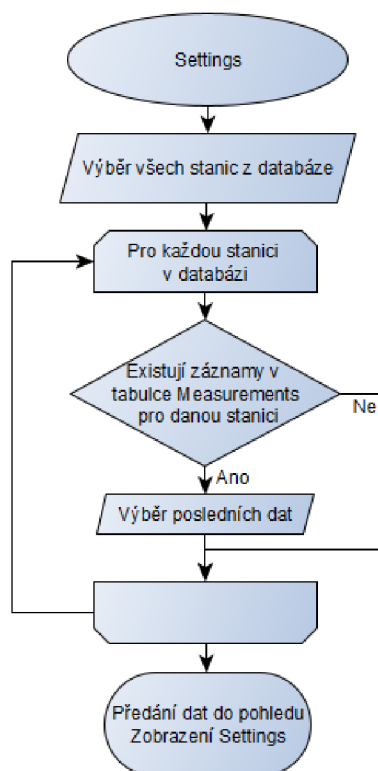 Settings
Výběr všech stanic z databáze
Pro každou stanici
v databázi
Existují záznamy v
tabulce Measurements
pro danou stanici
Ne
Ano
Výběr posledních dat
Předání dat do pohledu
Zobrazení Settings